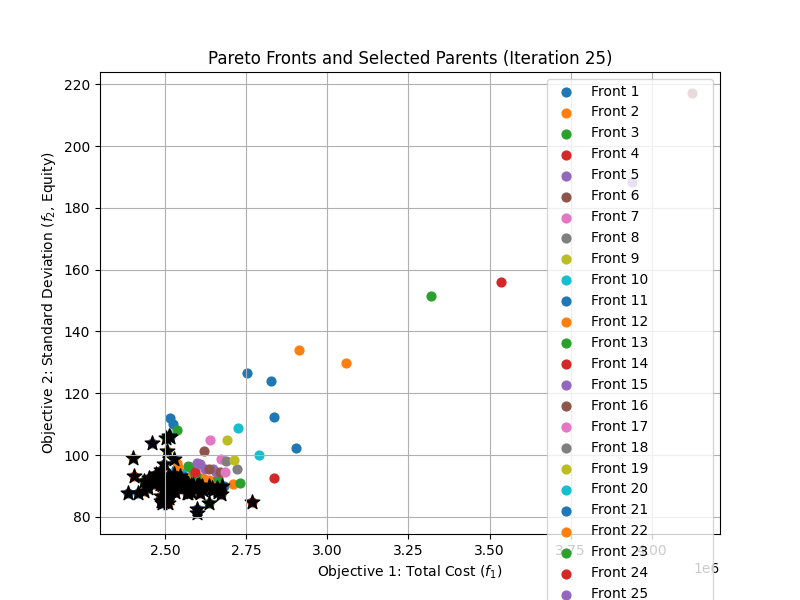 Pareto Fronts and Selected Parents (Iteration 25)
Objective 2: Standard Deviation (f2, Equity)
220
200
180
160
140
120
100
80
2.50
2.75
3.00
3.25
3.50
3.75
4.00
1e6
Objective 1: Total Cost (f1)
Front 1
Front 2
Front 3
Front 4
Front 5
Front 6
Front 7
Front 8
Front 9
Front 10
Front 11
Front 12
Front 13
Front 14
Front 15
Front 16
Front 17
Front 18
Front 19
Front 20
Front 21
Front 22
Front 23
Front 24
Front 25